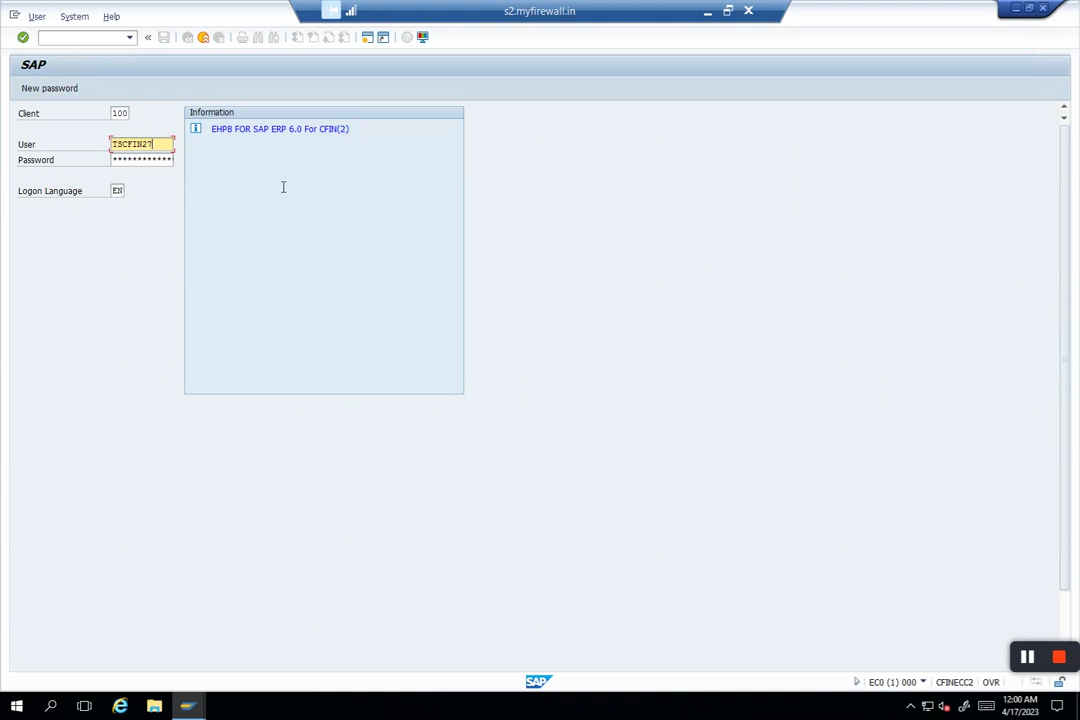 s2.myfirewall.in
User System Help
SAP
New password
Client 100
Information
EHP8 FOR SAP ERP 6.0 For CFIN(2)
User TSCFIN27
Password *************
Logon Language EN
SAP
EC0 (1) 000 CFINECC2 OVR
12:00 AM
4/17/2023